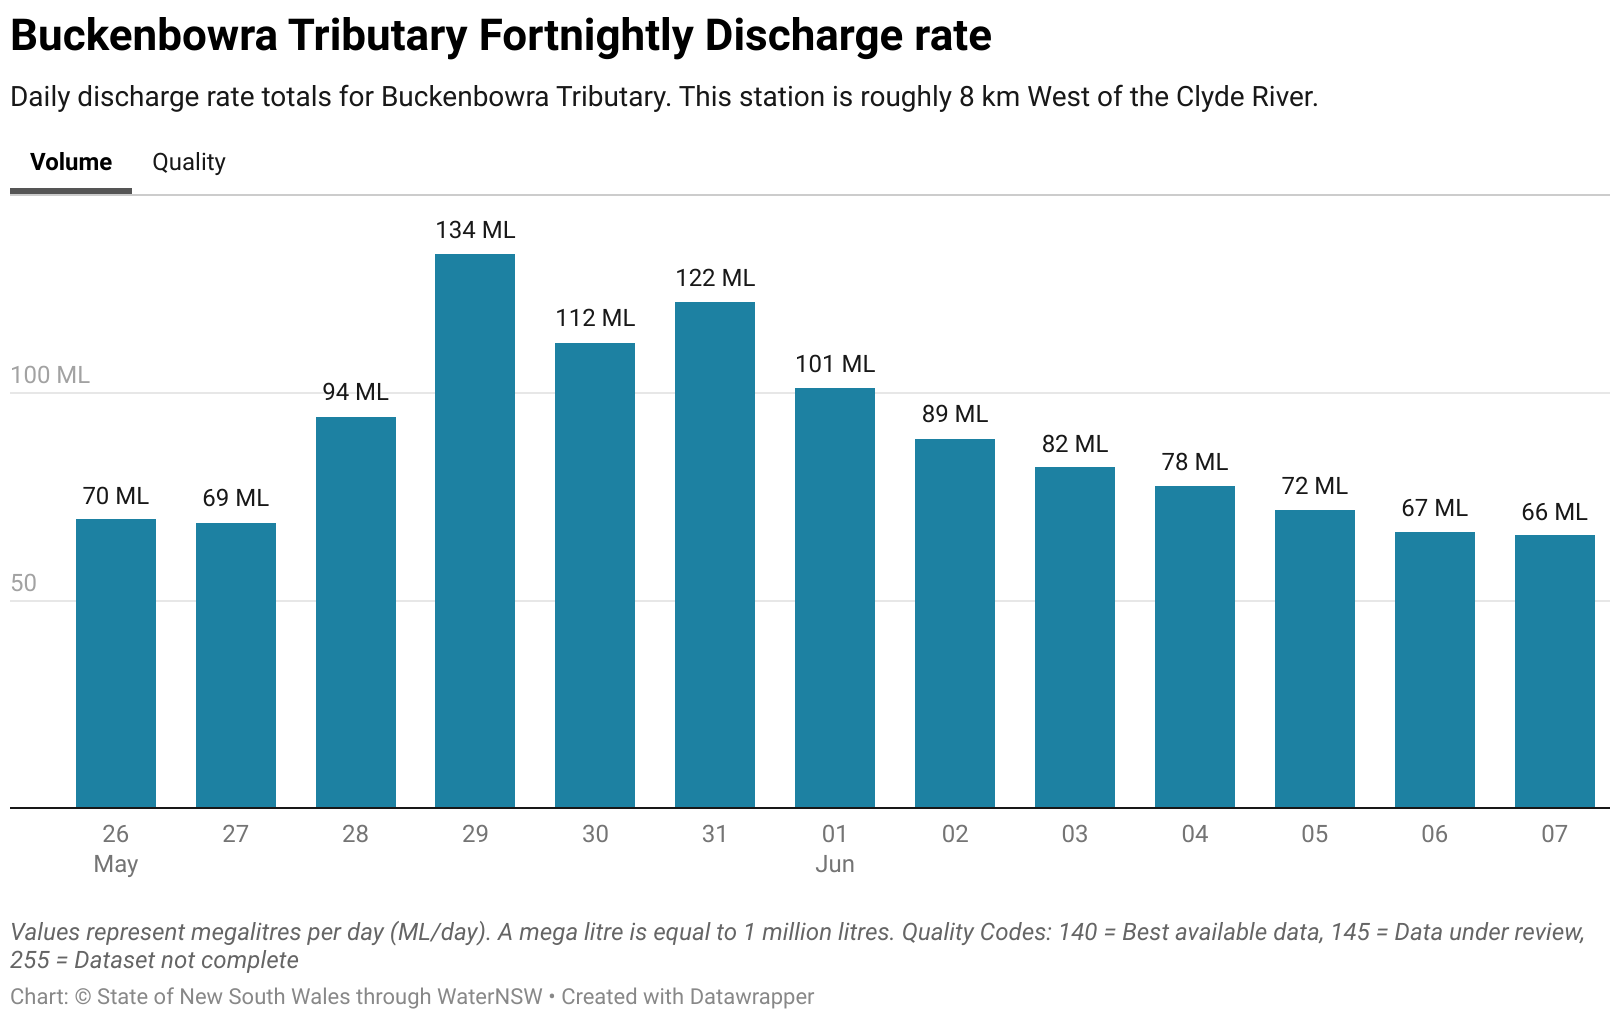 Buckenbowra Tributary Fortnightly Discharge rate
Daily discharge rate totals for Buckenbowra Tributary. This station is roughly 8 km West of the Clyde River.
Volume Quality
134 ML
122 ML
112 ML
101 ML
100 ML
94 ML
89 ML
82 ML
78 ML
72 ML
70 ML
69 ML
67 ML
66 ML
50
26 27 28 29 30 31 01 02 03 04 05 06 07
May Jun
Values represent megalitres per day (ML/day). A mega litre is equal to 1 million litres. Quality Codes: 140 = Best available data, 145 = Data under review,
255 = Dataset not complete
Chart: © State of New South Wales through WaterNSW • Created with Datawrapper